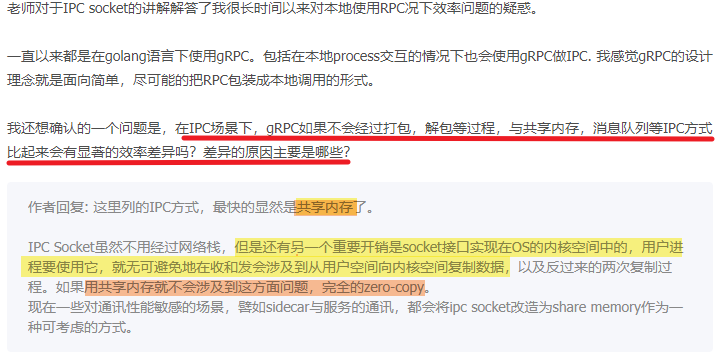 老师对于IPC socket的讲解解答了我很长时间以来对本地使用RPC况下效率问题的疑惑。
一直以来都是在golang语言下使用gRPC。包括在本地process交互的情况下也会使用gRPC做IPC. 我感觉gRPC的设计
理念就是面向简单，尽可能的把RPC包装成本地调用的形式。
我还想确认的一个问题是，在IPC场景下，gRPC如果不会经过打包，解包等过程，与共享内存，消息队列等IPC方式
比起来会有显著的效率差异吗？差异的原因主要是哪些？
作者回复: 这里列的IPC方式，最快的显然是共享内存了。
IPC Socket虽然不用经过网络栈，但是还有另一个重要开销是socket接口实现在OS的内核空间中的，用户进
程要使用它，就无可避免地在收和发会涉及到从用户空间向内核空间复制数据，以及反过来的两次复制过
程。如果用共享内存就不会涉及到这方面问题，完全的zero-copy。
现在一些对通讯性能敏感的场景，譬如sidecar与服务的通讯，都会将ipc socket改造为share memory作为一
种可考虑的方式。